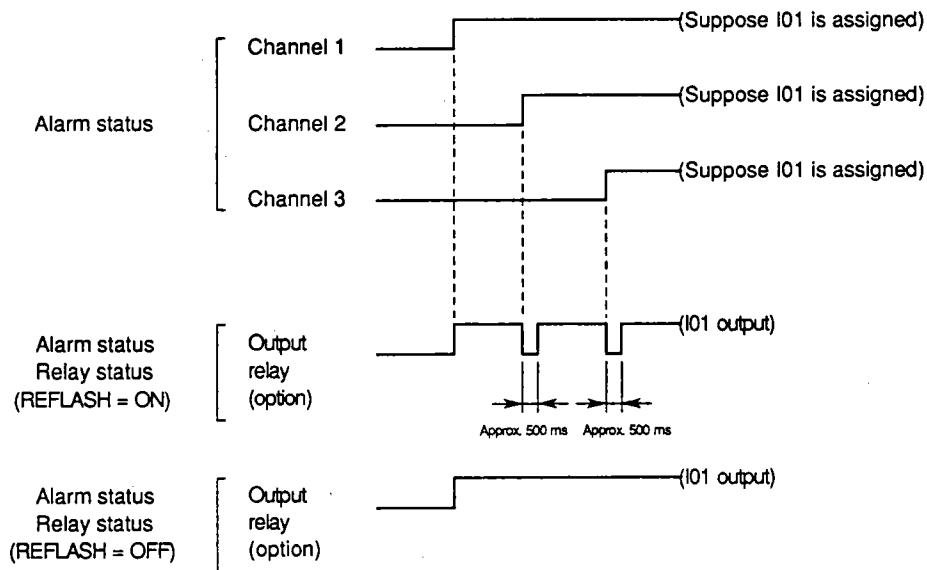 Channel 1
(Suppose I01 is assigned)
Alarm status
Channel 2
(Suppose I01 is assigned)
Channel 3
(Suppose I01 is assigned)
Alarm status
Relay status
(REFLASH = ON)
Output
relay
(option)
(I01 output)
Approx. 500 ms
Approx. 500 ms
Alarm status
Relay status
(REFLASH = OFF)
Output
relay
(option)
(I01 output)